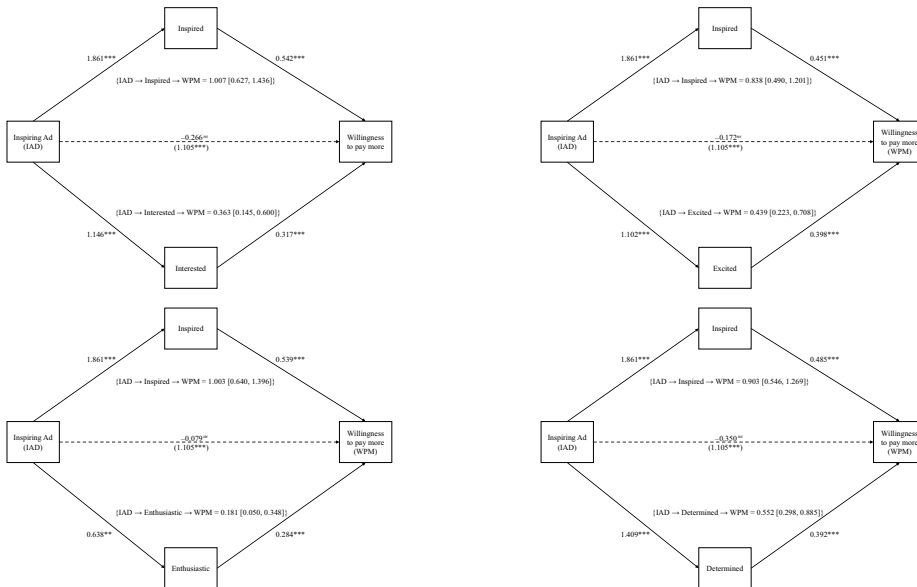 Inspired
1.861***
0.542***
{IAD → Inspired → WPM = 1.007 [0.627, 1.436]}
Inspiring Ad
(IAD)
–0.266ns
(1.105***)
Willingness
to pay more
{IAD → Interested → WPM = 0.363 [0.145, 0.600]}
1.146***
0.317***
Interested
Inspired
1.861***
0.451***
{IAD → Inspired → WPM = 0.838 [0.490, 1.201]}
Inspiring Ad
(IAD)
–0.172ns
(1.105***)
Willingness
to pay more
(WPM)
{IAD → Excited → WPM = 0.439 [0.223, 0.708]}
1.102***
0.398***
Excited
Inspired
1.861***
0.539***
{IAD → Inspired → WPM = 1.003 [0.640, 1.396]}
Inspiring Ad
(IAD)
–0.079ns
(1.105***)
Willingness
to pay more
(WPM)
{IAD → Enthusiastic → WPM = 0.181 [0.050, 0.348]}
0.638**
0.284***
Enthusiastic
Inspired
1.861***
0.485***
{IAD → Inspired → WPM = 0.903 [0.546, 1.269]}
Inspiring Ad
(IAD)
–0.350ns
(1.105***)
Willingness
to pay more
(WPM)
{IAD → Determined → WPM = 0.552 [0.298, 0.885]}
1.409***
0.392***
Determined